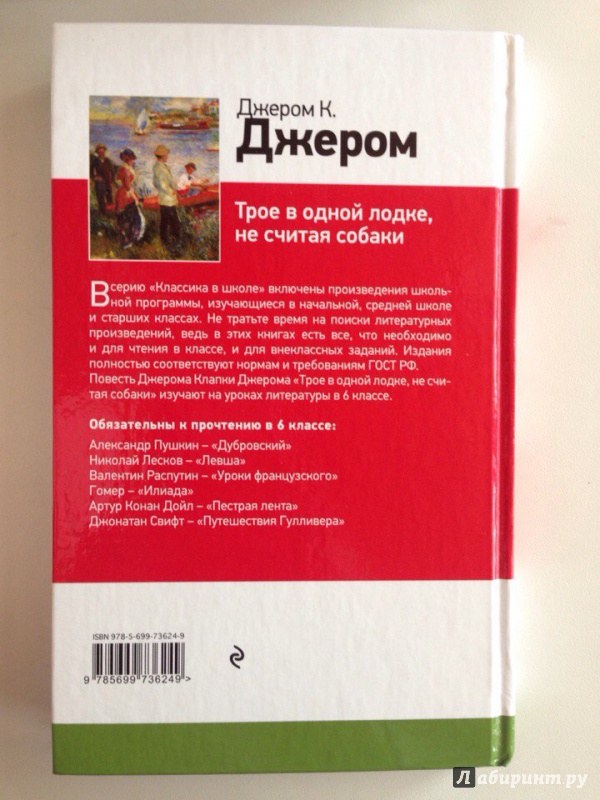 Джером К.
Джером
Трое в одной лодке,
не считая собаки
В серию «Классика в школе» включены произведения школь-
ной программы, изучающиеся в начальной, средней школе
и старших классах. Не тратьте время на поиски литературных
произведений, ведь в этих книгах есть все, что необходимо
и для чтения в классе, и для внеклассных заданий. Издания
полностью соответствуют нормам и требованиям ГОСТ РФ.
Повесть Джерома Клапки Джерома «Трое в одной лодке, не счи-
тая собаки» изучают на уроках литературы в 6 классе.
Обязательны к прочтению в 6 классе:
Александр Пушкин – «Дубровский»
Николай Лесков – «Левша»
Валентин Распутин – «Уроки французского»
Гомер – «Илиада»
Артур Конан Дойл – «Пестрая лента»
Джонатан Свифт – «Путешествия Гулливера»
ISBN 978-5-699-73624-9
9 785699 736249 >
Лабиринт.ру